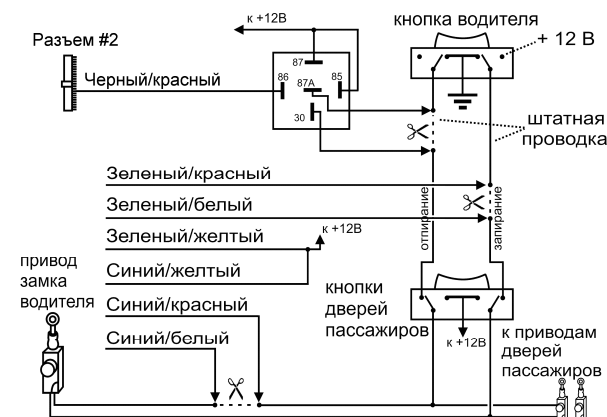 к +12В
кнопка водителя
Разъем #2
+ 12 В
87
Черный/красный
86
87А
85
30
штатная
проводка
Зеленый/красный
Зеленый/белый
отпирание
запирание
Зеленый/желтый
к +12В
Синий/желтый
привод
замка
водителя
Синий/красный
Синий/белый
кнопки
дверей
пассажиров
к +12В
к приводам
дверей
пассажиров